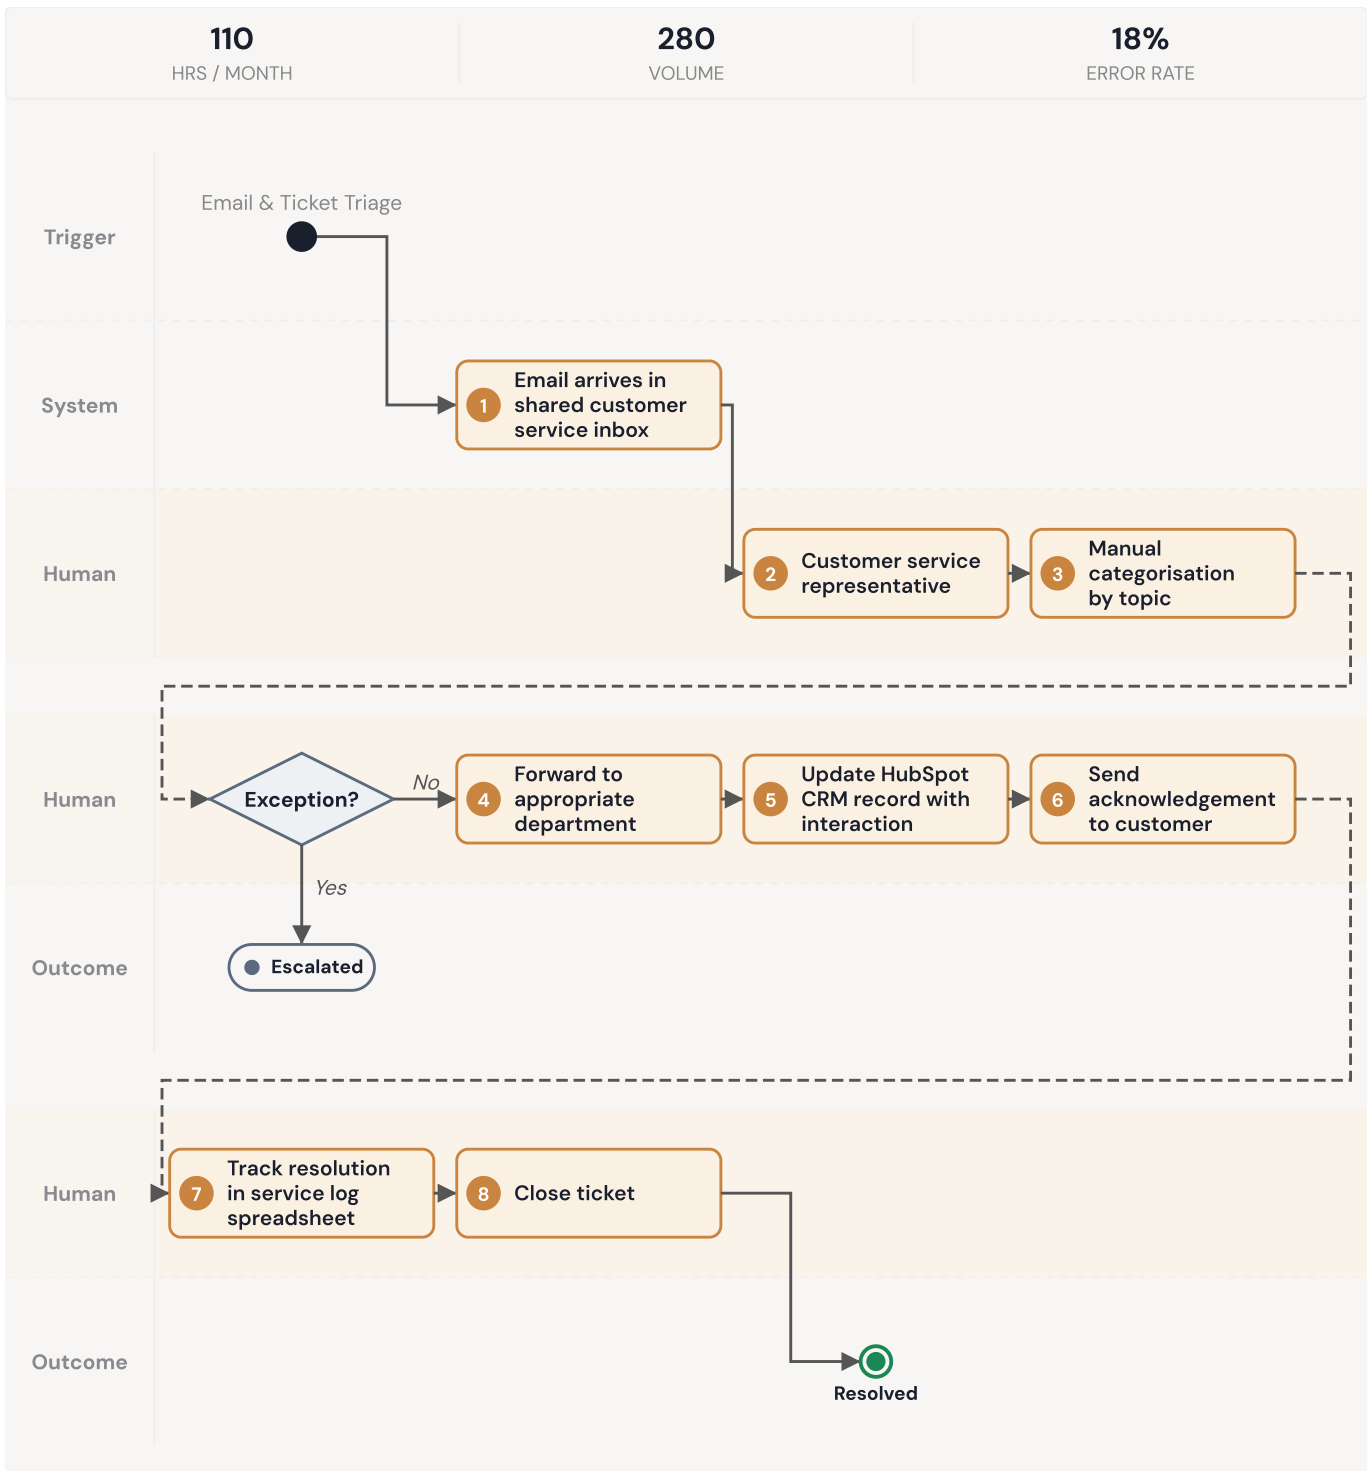 110
HRS / MONTH
280
VOLUME
18%
ERROR RATE
Trigger
Email & Ticket Triage
System
1
Email arrives in
shared customer
service inbox
Human
2
Customer service
representative
3
Manual
categorisation
by topic
Human
Exception?
No
4
Forward to
appropriate
department
5
Update HubSpot
CRM record with
interaction
6
Send
acknowledgement
to customer
Yes
Outcome
Escalated
Human
7
Track resolution
in service log
spreadsheet
8
Close ticket
Outcome
Resolved